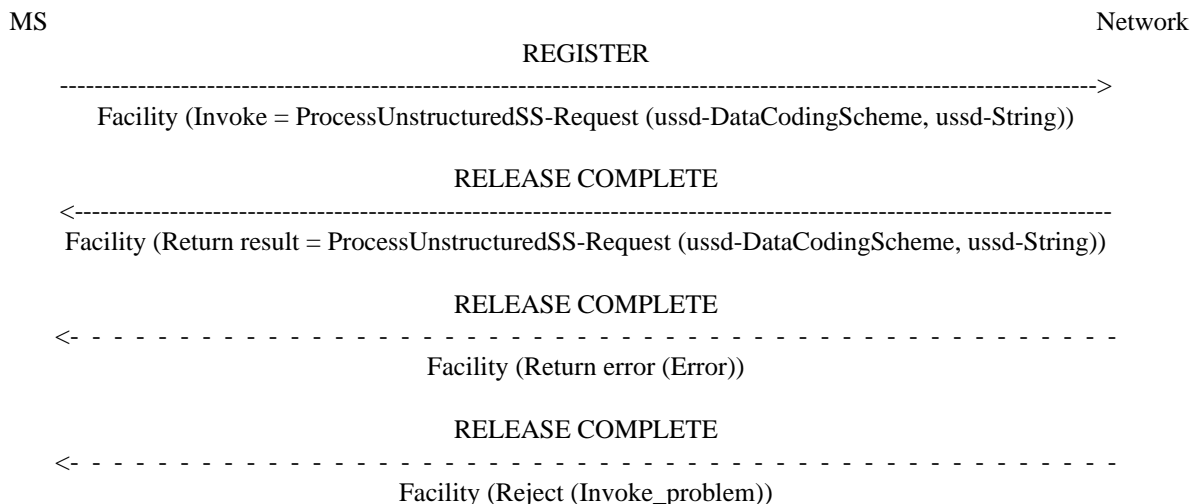 MS Network
REGISTER
Facility (Invoke = ProcessUnstructuredSS-Request (ussd-DataCodingScheme, ussd-String))
RELEASE COMPLETE
Facility (Return result = ProcessUnstructuredSS-Request (ussd-DataCodingScheme, ussd-String))
RELEASE COMPLETE
Facility (Return error (Error))
RELEASE COMPLETE
Facility (Reject (Invoke_problem))